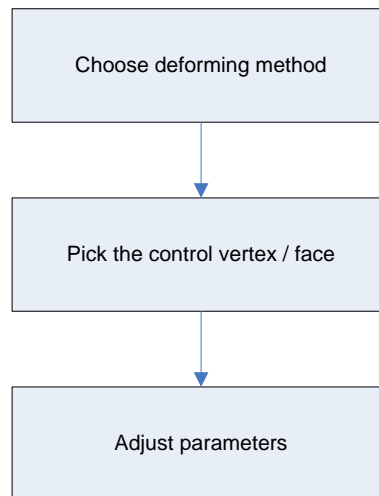 Choose deforming method
Pick the control vertex / face
Adjust parameters